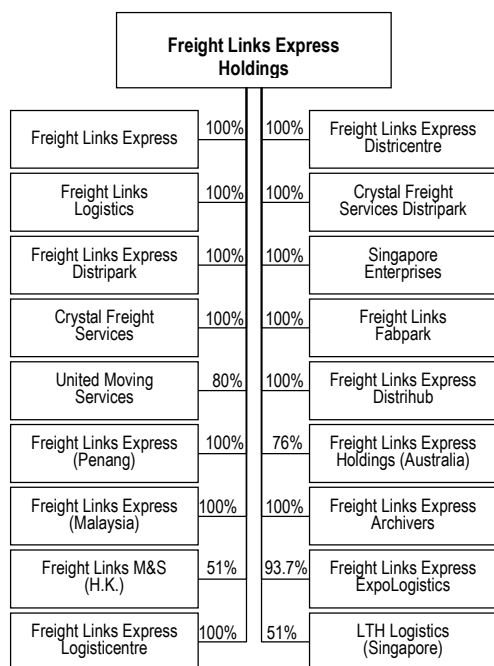 Freight Links Express
Holdings
Freight Links Express
100%
100%
Freight Links Express
Districentre
Freight Links
Logistics
100%
100%
Crystal Freight
Services Distripark
Freight Links Express
Distripark
100%
100%
Singapore
Enterprises
Crystal Freight
Services
100%
100%
Freight Links
Fabpark
United Moving
Services
80%
100%
Freight Links Express
Distrihub
Freight Links Express
(Penang)
100%
76%
Freight Links Express
Holdings (Australia)
Freight Links Express
(Malaysia)
100%
100%
Freight Links Express
Archivers
Freight Links M&S
(H.K.)
51%
93.7%
Freight Links Express
ExpoLogistics
Freight Links Express
Logisticentre
100%
51%
LTH Logistics
(Singapore)